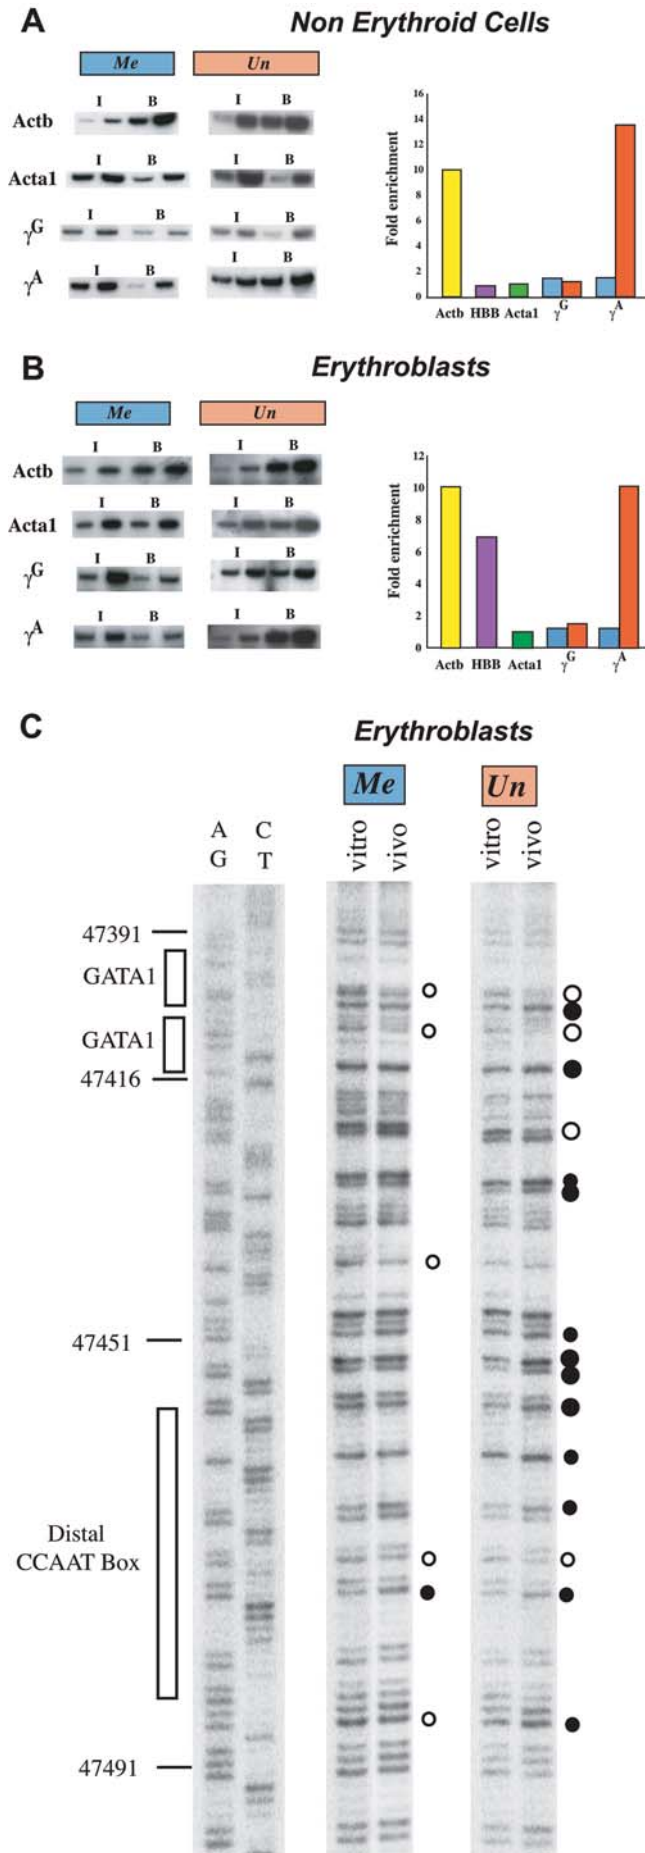 A
Non Erythroid Cells
Me
Un
I B I B
Actb
I B I B
Acta1
I B I B
γG
I B I B
γA
Fold enrichment
16
14
12
10
8
6
4
2
0
Actb HBB Acta1 γG γA
B
Erythroblasts
Me
Un
I B I B
Actb
I B I B
Acta1
I B I B
γG
I B I B
γA
Fold enrichment
12
10
8
6
4
2
0
Actb HBB Acta1 γG γA
C
Erythroblasts
Me
Un
A C vitro vivo vitro vivo
G T
47391
GATA1
GATA1
47416
47451
Distal
CCAAT Box
47491